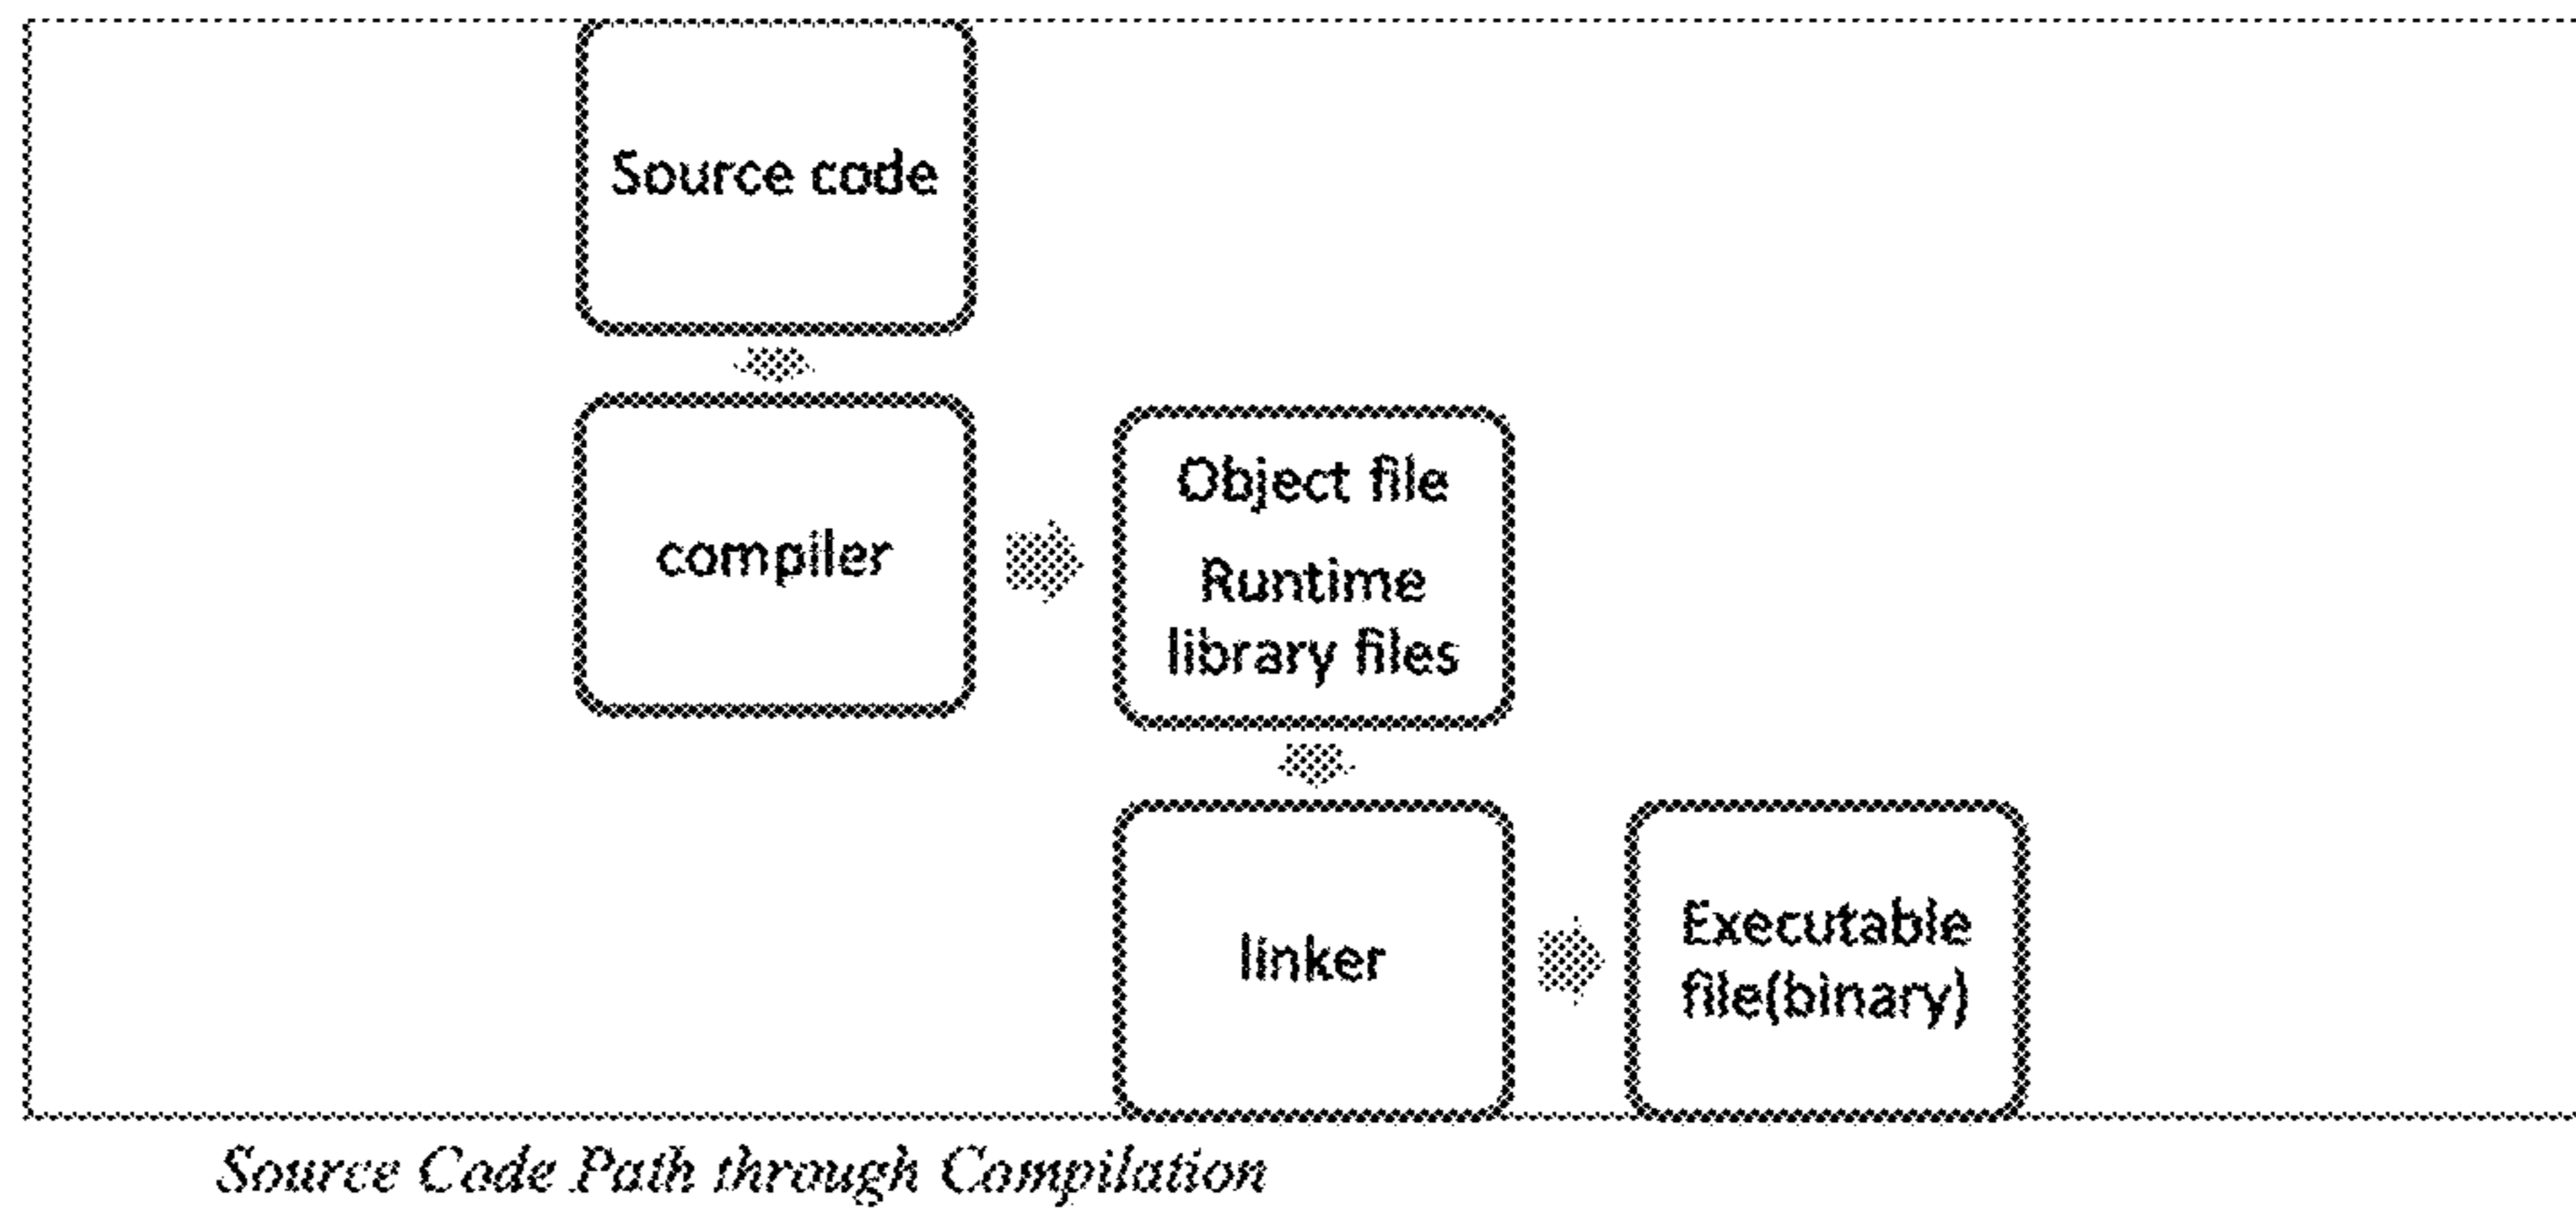 Source code
compiler
Object file
Runtime
library files
linker
Executable
file(binary)
Source Code Path through Compilation